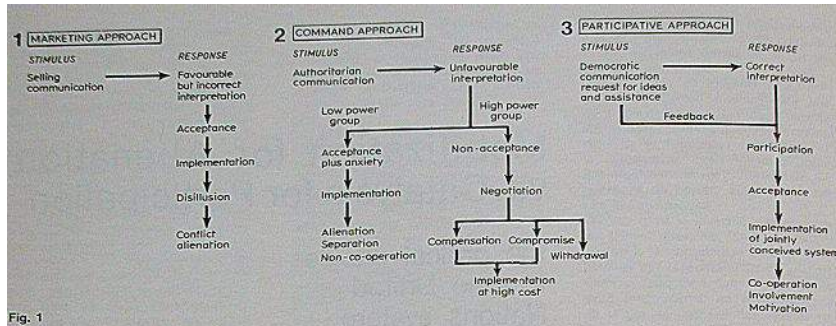 1 MARKETING APPROACH
STIMULUS
RESPONSE
Selling
communication
Favourable
but incorrect
interpretation
Acceptance
Implementation
Disillusion
Conflict
alienation
2 COMMAND APPROACH
STIMULUS
RESPONSE
Authoritarian
communication
Unfavourable
interpretation
Low power
group
High power
group
Acceptance
plus anxiety
Non-acceptance
Implementation
Negotiation
Alienation
Separation
Non-co-operation
Compensation
Compromise
Withdrawal
Implementation
at high cost
3 PARTICIPATIVE APPROACH
STIMULUS
RESPONSE
Democratic
communication
request for ideas
and assistance
Correct
interpretation
Feedback
Participation
Acceptance
Implementation
of jointly
conceived system
Co-operation
Involvement
Motivation
Fig. 1